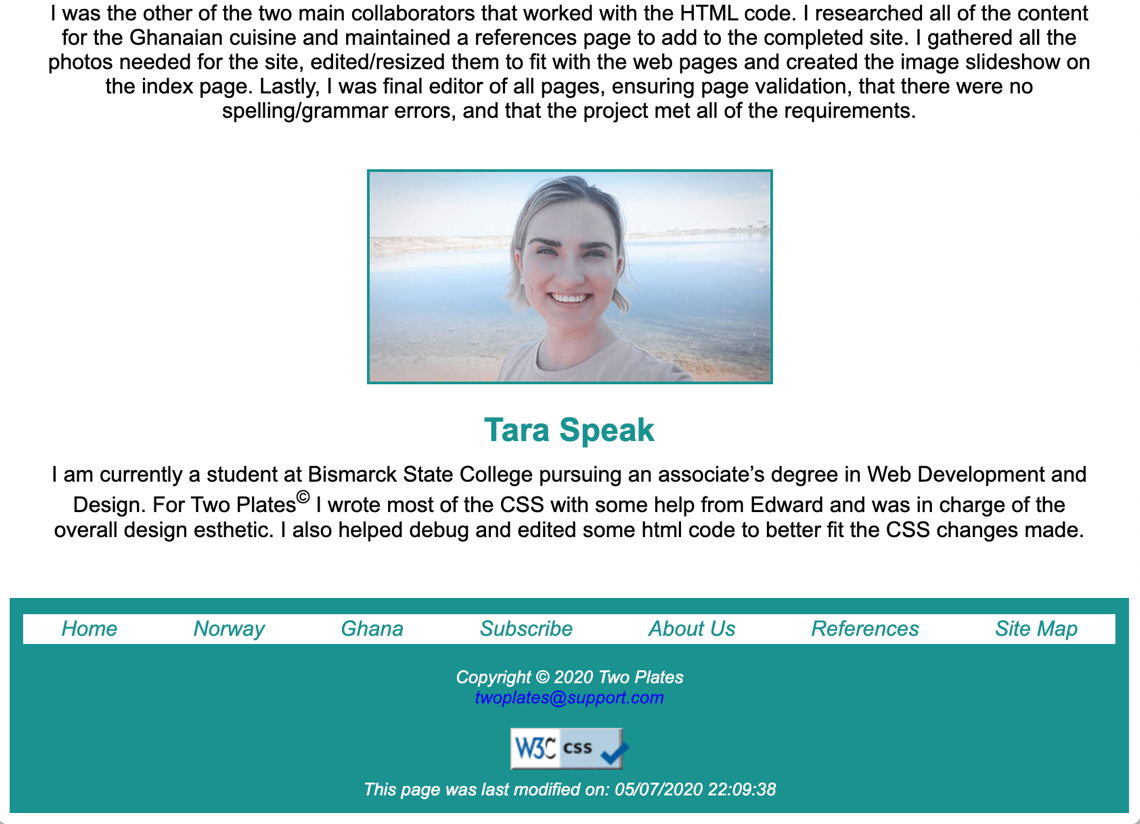 I was the other of the two main collaborators that worked with the HTML code. I researched all of the content
for the Ghanaian cuisine and maintained a references page to add to the completed site. I gathered all the
photos needed for the site, edited/resized them to fit with the web pages and created the image slideshow on
the index page. Lastly, I was final editor of all pages, ensuring page validation, that there were no
spelling/grammar errors, and that the project met all of the requirements.
Tara Speak
I am currently a student at Bismarck State College pursuing an associate’s degree in Web Development and
Design. For Two Plates© I wrote most of the CSS with some help from Edward and was in charge of the
overall design esthetic. I also helped debug and edited some html code to better fit the CSS changes made.
Home Norway Ghana Subscribe About Us References Site Map
Copyright © 2020 Two Plates
twoplates@support.com
W3C css
This page was last modified on: 05/07/2020 22:09:38